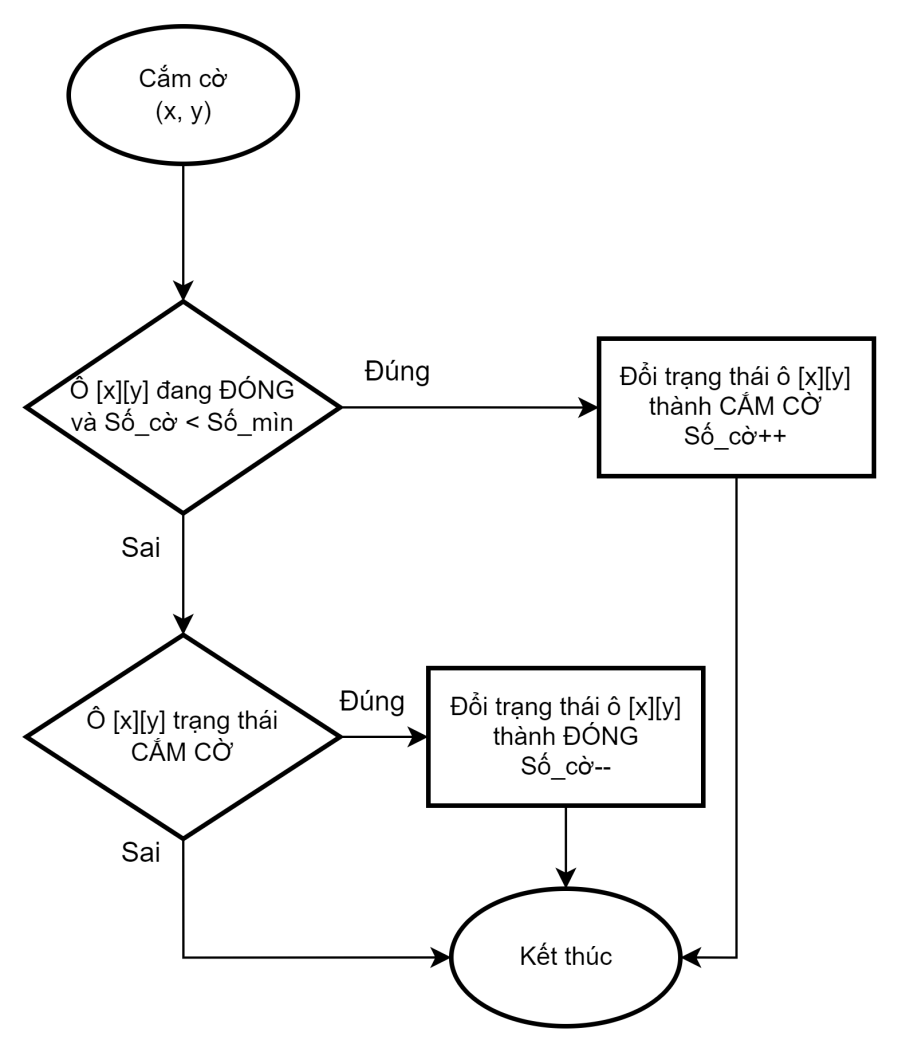 Cắm cờ
(x, y)
Ô [x][y] đang ĐÓNG
và Số_cờ < Số_mìn
Đúng
Đổi trạng thái ô [x][y]
thành CẮM CỜ
Số_cờ++
Sai
Ô [x][y] trạng thái
CẮM CỜ
Đúng
Đổi trạng thái ô [x][y]
thành ĐÓNG
Số_cờ--
Sai
Kết thúc